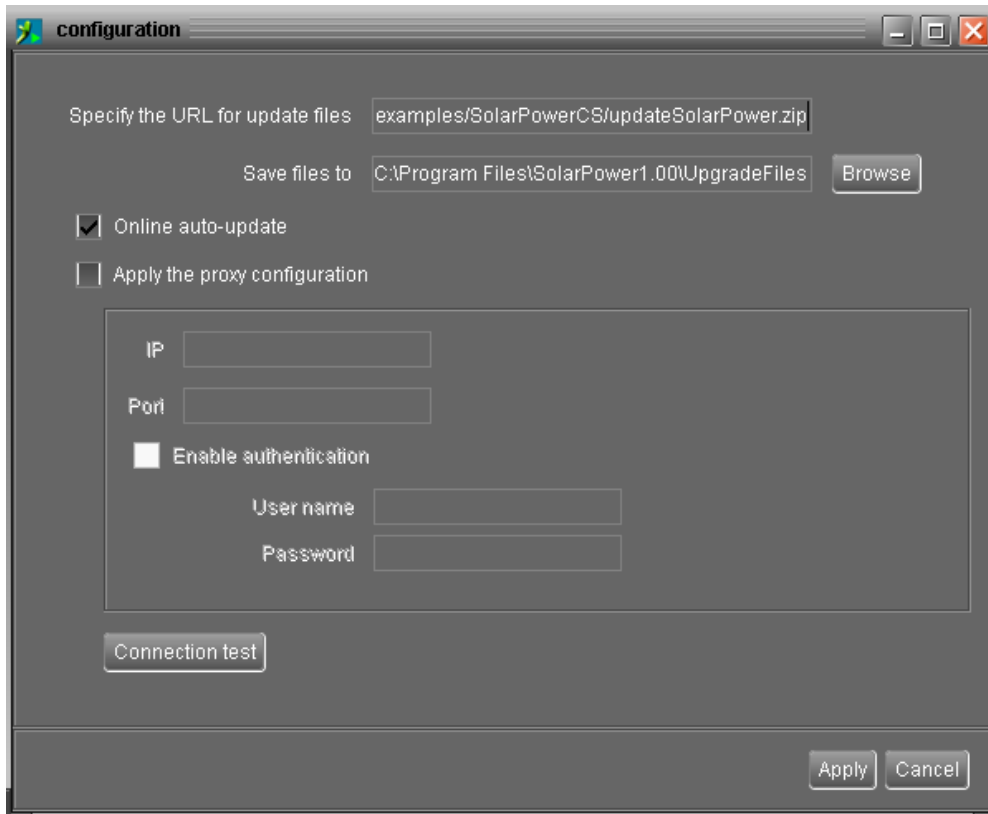 configuration
Specify the URL for update files examples/SolarPowerCS/updateSolarPower.zip
Save files to C:\Program Files\SolarPower1.00\UpgradeFiles Browse
Online auto-update
Apply the proxy configuration
IP
Port
Enable authentication
User name
Password
Connection test
Apply Cancel